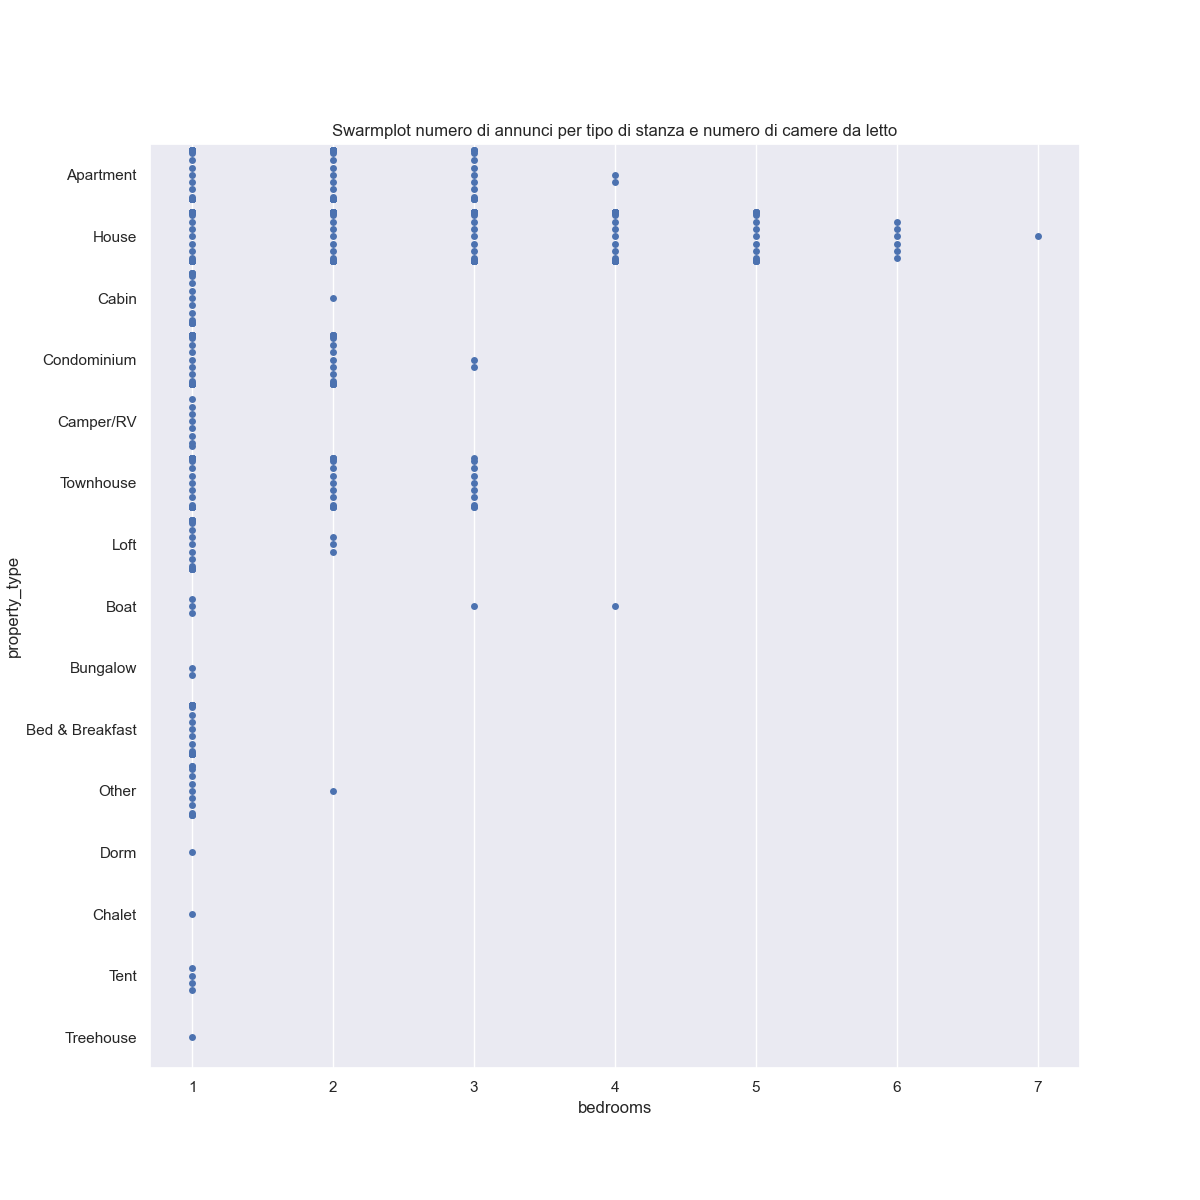 Swarmplot numero di annunci per tipo di stanza e numero di camere da letto
property_type
Apartment
House
Cabin
Condominium
Camper/RV
Townhouse
Loft
Boat
Bungalow
Bed & Breakfast
Other
Dorm
Chalet
Tent
Treehouse
1 2 3 4 5 6 7
bedrooms